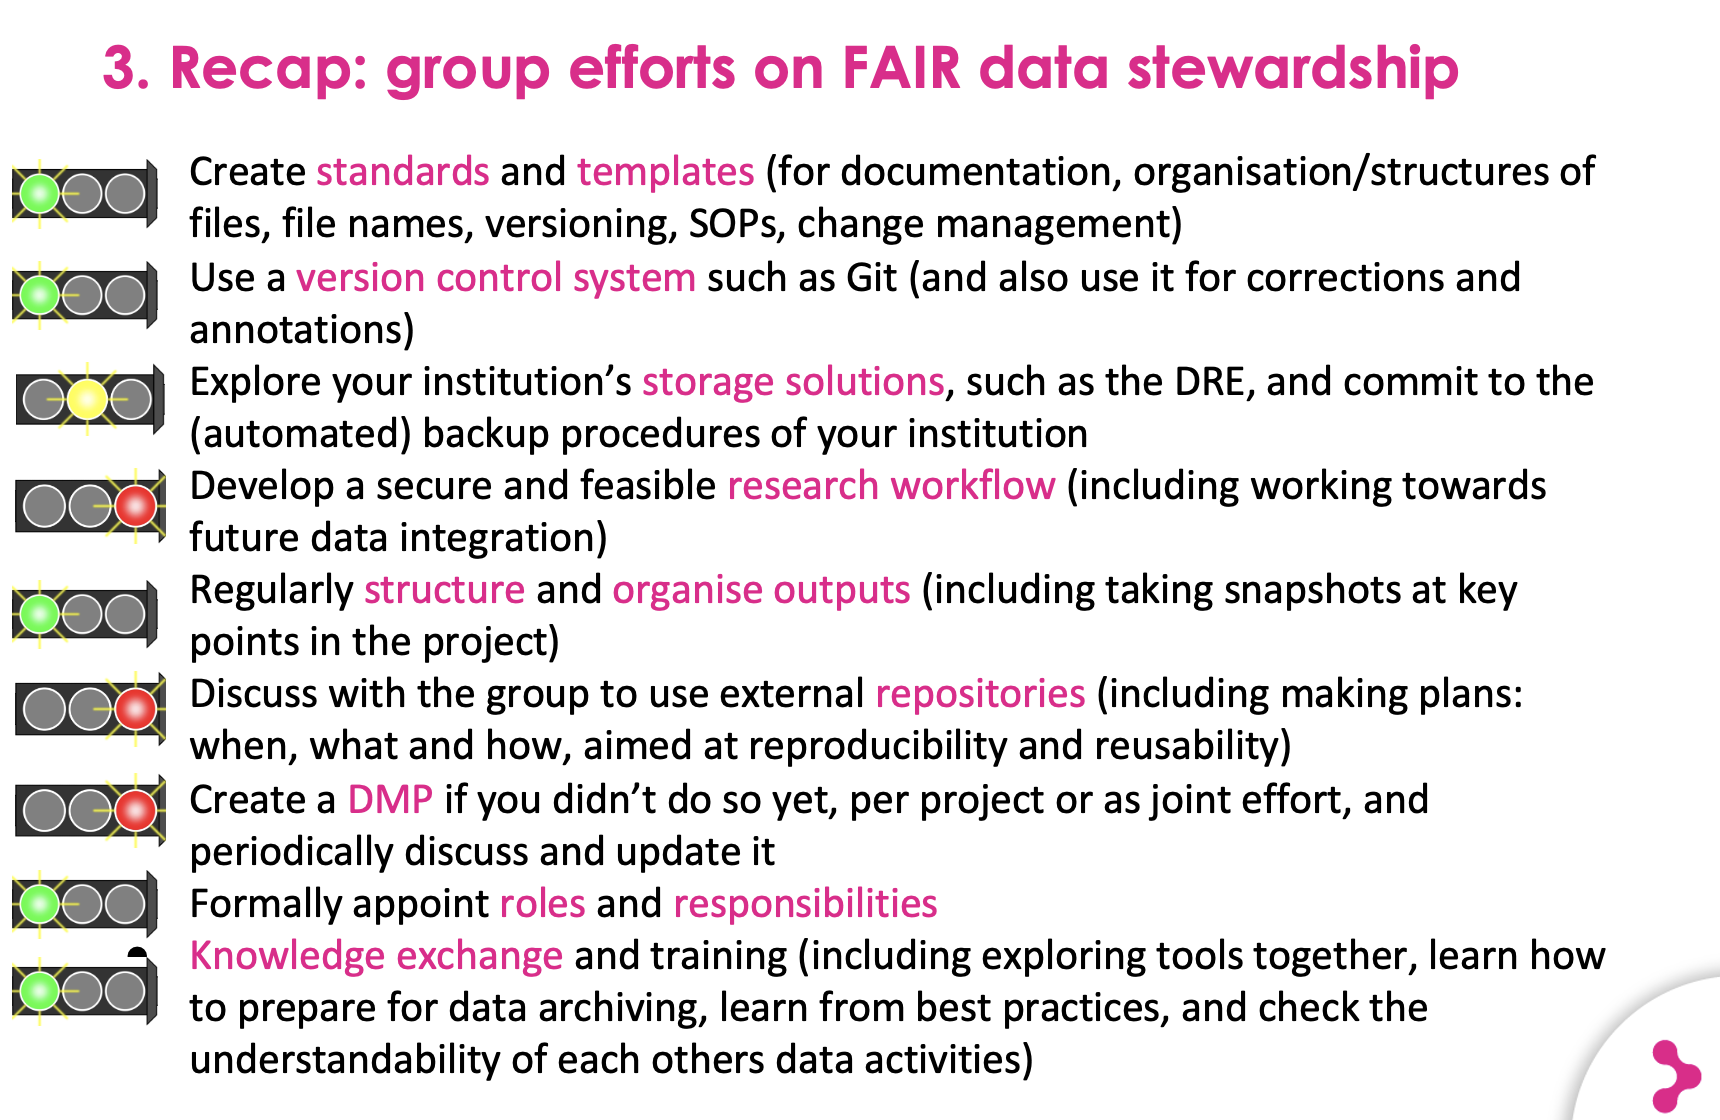 3. Recap: group efforts on FAIR data stewardship
Create standards and templates (for documentation, organisation/structures of
files, file names, versioning, SOPs, change management)
Use a version control system such as Git (and also use it for corrections and
annotations)
Explore your institution’s storage solutions, such as the DRE, and commit to the
(automated) backup procedures of your institution
Develop a secure and feasible research workflow (including working towards
future data integration)
Regularly structure and organise outputs (including taking snapshots at key
points in the project)
Discuss with the group to use external repositories (including making plans:
when, what and how, aimed at reproducibility and reusability)
Create a DMP if you didn’t do so yet, per project or as joint effort, and
periodically discuss and update it
Formally appoint roles and responsibilities
Knowledge exchange and training (including exploring tools together, learn how
to prepare for data archiving, learn from best practices, and check the
understandability of each others data activities)